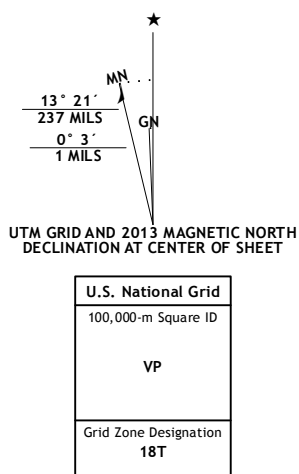 ★
MN
13° 21´
237 MILS
GN
0° 3´
1 MILS
UTM GRID AND 2013 MAGNETIC NORTH
DECLINATION AT CENTER OF SHEET
U.S. National Grid
100,000-m Square ID
VP
Grid Zone Designation
18T